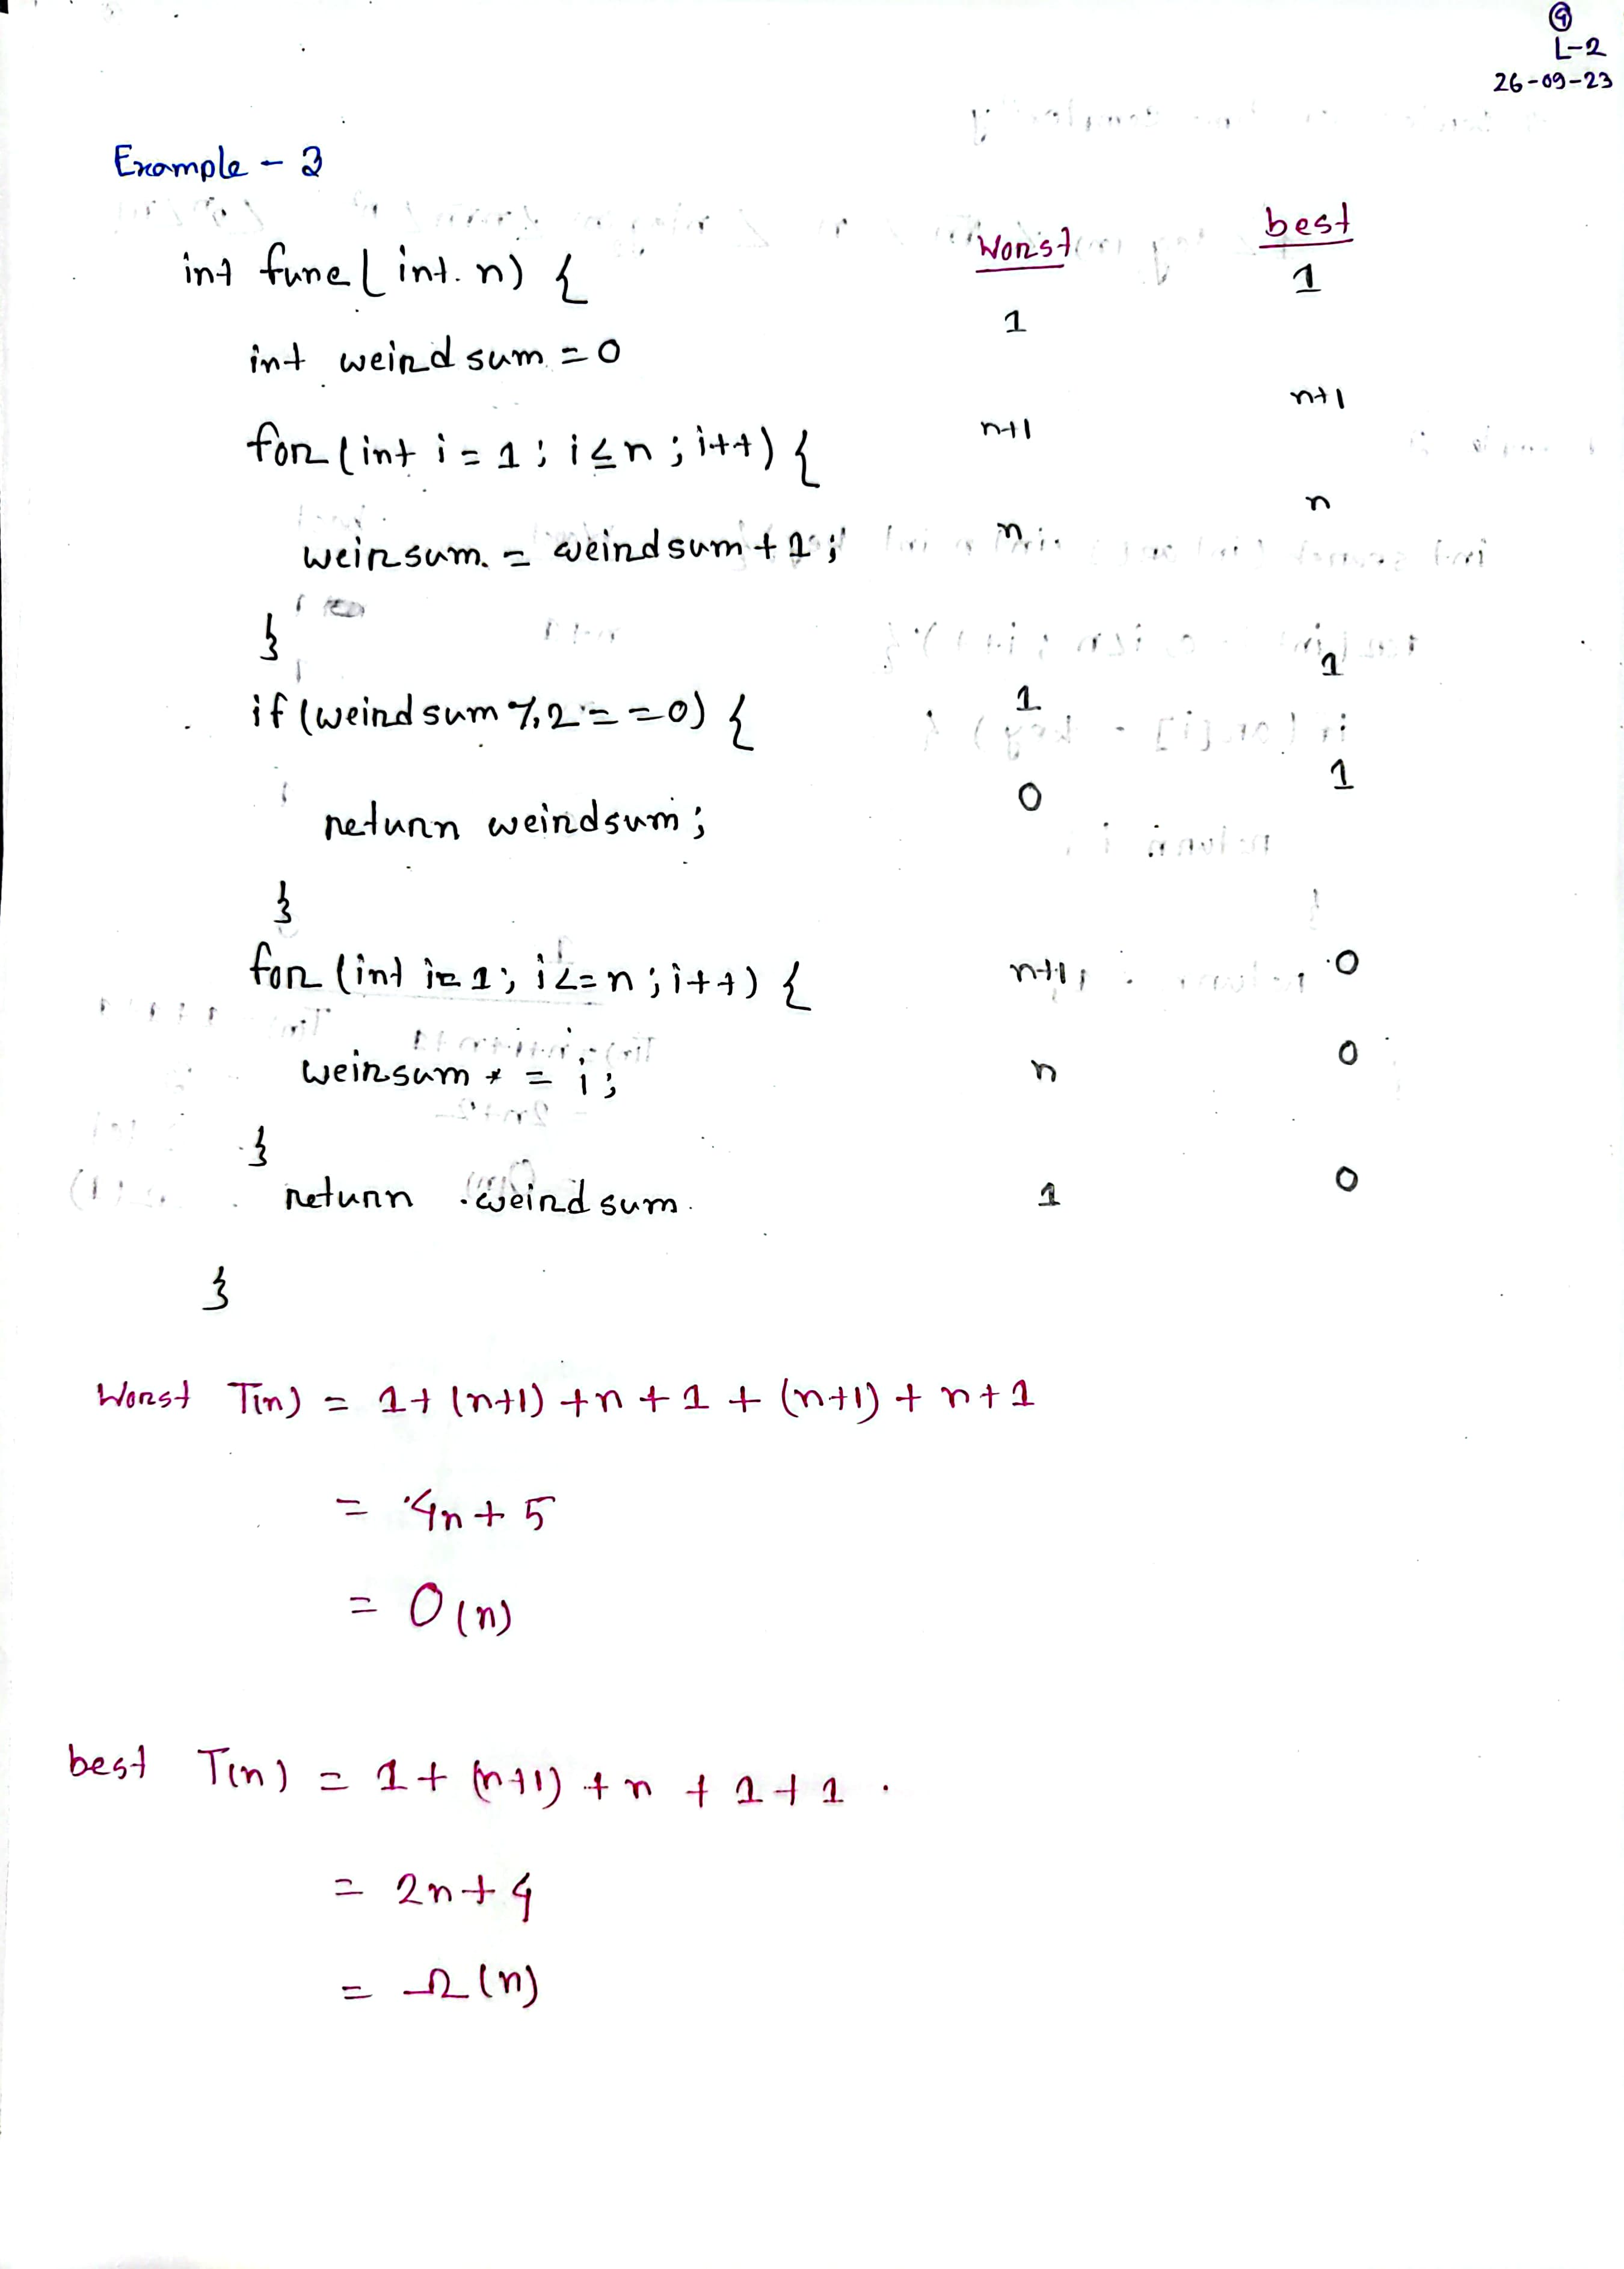 9
L-2
26-09-23
Example - 2
worst best
int func(int n) { 1
int weirdsum = 0 1
for (int i = 1; i ≤ n; i++) { n+1 n+1
weirsum = weirdsum + 1; n n
}
if (weirdsum % 2 == 0) { 1 1
return weirdsum; 0 1
}
for (int i = 1; i <= n; i++) { n+1 0
weirsum * = i; n 0
}
return weirdsum. 1 0
}
Worst T(n) = 1 + (n+1) + n + 1 + (n+1) + n + 1
= 4n + 5
= O(n)
best T(n) = 1 + (n+1) + n + 1 + 1
= 2n + 4
= Ω(n)